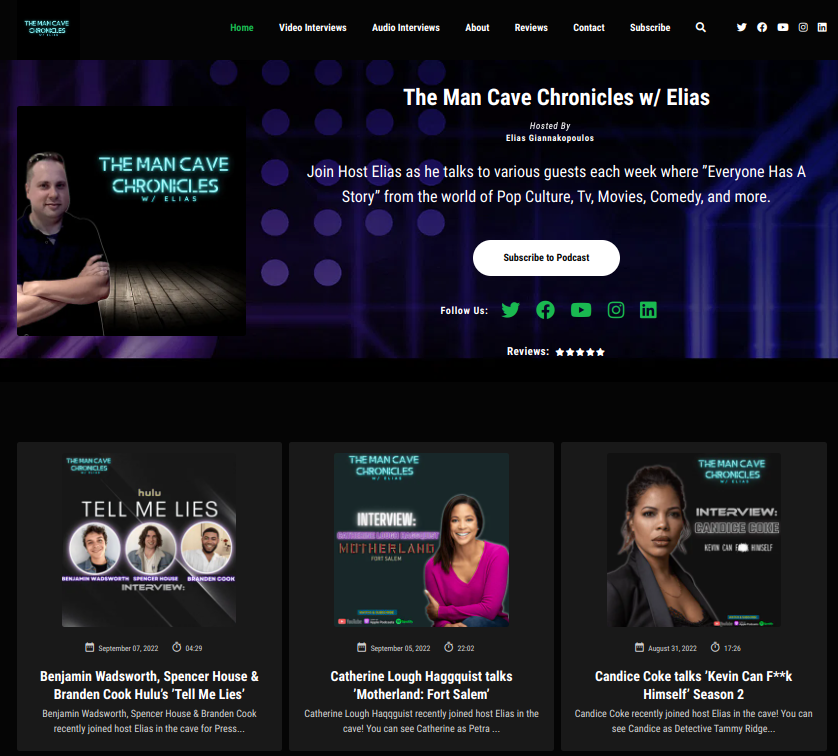 THE MAN CAVE
CHRONICLES
W/ ELIAS
Home Video Interviews Audio Interviews About Reviews Contact Subscribe
The Man Cave Chronicles w/ Elias
Hosted By
Elias Giannakopoulos
THE MAN CAVE
CHRONICLES
W/ ELIAS
Join Host Elias as he talks to various guests each week where ”Everyone Has A
Story” from the world of Pop Culture, Tv, Movies, Comedy, and more.
Subscribe to Podcast
Follow Us:
Reviews:
THE MAN CAVE
CHRONICLES
W/ ELIAS
hulu
TELL ME LIES
BENJAMIN WADSWORTH SPENCER HOUSE BRANDEN COOK
INTERVIEW:
September 07, 2022 04:29
Benjamin Wadsworth, Spencer House &
Branden Cook Hulu’s ’Tell Me Lies’
Benjamin Wadsworth, Spencer House & Branden Cook
recently joined host Elias in the cave for Press...
THE MAN CAVE
CHRONICLES
W/ ELIAS
INTERVIEW:
CATHERINE LOUGH HAGGQUIST
MOTHERLAND
FORT SALEM
YouTube Apple Podcasts Spotify
September 05, 2022 22:02
Catherine Lough Haggquist talks
’Motherland: Fort Salem’
Catherine Lough Haqqguist recently joined host Elias in the
cave! You can see Catherine as Petra ...
THE MAN CAVE
CHRONICLES
W/ ELIAS
INTERVIEW:
CANDICE COKE
KEVIN CAN F HIMSELF
August 31, 2022 17:26
Candice Coke talks ’Kevin Can F**k
Himself’ Season 2
Candice Coke recently joined host Elias in the cave! You can
see Candice as Detective Tammy Ridge...